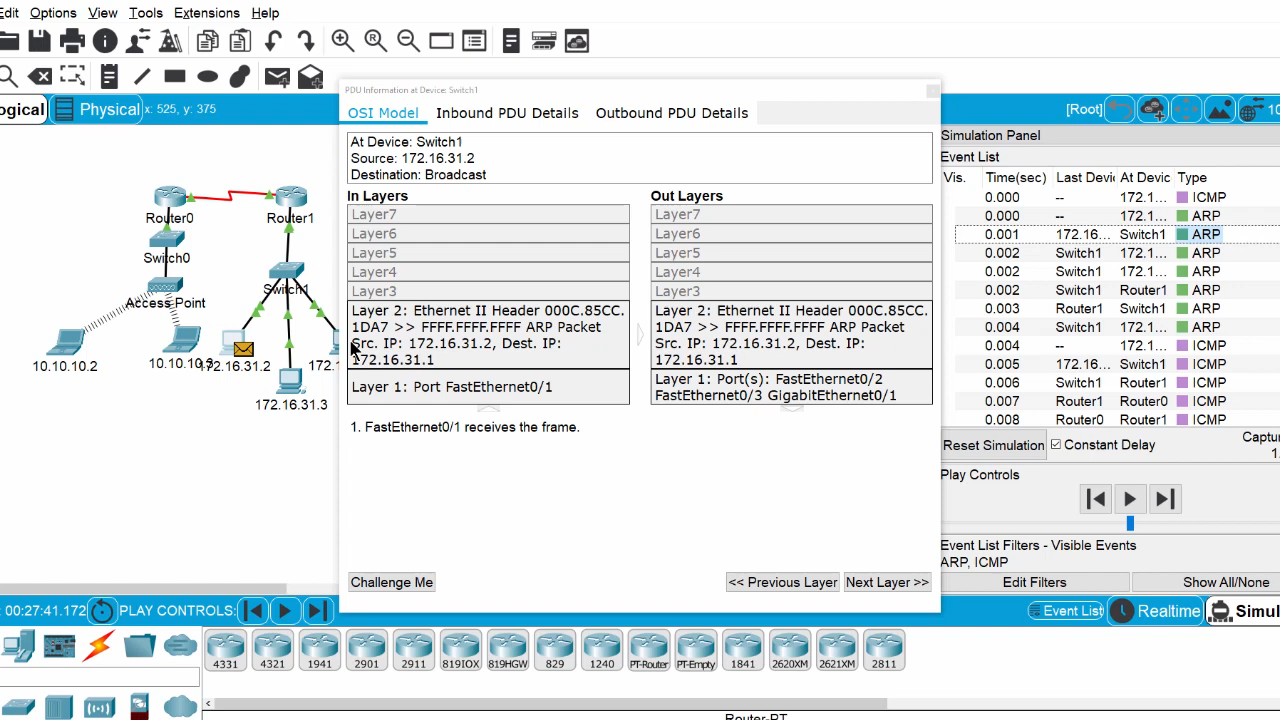 Edit Options View Tools Extensions Help
Logical Physical x: 525, y: 375
[Root]
PDU Information at Device: Switch1
OSI Model Inbound PDU Details Outbound PDU Details
At Device: Switch1
Source: 172.16.31.2
Destination: Broadcast
In Layers
Layer7
Layer6
Layer5
Layer4
Layer3
Layer 2: Ethernet II Header 000C.85CC.
1DA7 >> FFFF.FFFF.FFFF ARP Packet
Src. IP: 172.16.31.2, Dest. IP:
172.16.31.1
Layer 1: Port FastEthernet0/1
Out Layers
Layer7
Layer6
Layer5
Layer4
Layer3
Layer 2: Ethernet II Header 000C.85CC.
1DA7 >> FFFF.FFFF.FFFF ARP Packet
Src. IP: 172.16.31.2, Dest. IP:
172.16.31.1
Layer 1: Port(s): FastEthernet0/2
FastEthernet0/3 GigabitEthernet0/1
1. FastEthernet0/1 receives the frame.
Challenge Me << Previous Layer Next Layer >>
Router0 Router1
Switch0
Switch1
Access Point
10.10.10.2 172.16.31.2
172.16.31.3
Simulation Panel
Event List
Vis. Time(sec) Last Devi At Devic Type
0.000 -- 172.1... ICMP
0.000 -- 172.1... ARP
0.001 172.16... Switch1 ARP
0.002 Switch1 172.1... ARP
0.002 Switch1 172.1... ARP
0.002 Switch1 Router1 ARP
0.003 Router1 Switch1 ARP
0.004 Switch1 172.1... ARP
0.004 -- 172.1... ICMP
0.005 172.16... Switch1 ICMP
0.006 Switch1 Router1 ICMP
0.007 Router1 Router0 ICMP
0.008 Router0 Router1 ICMP
Reset Simulation Constant Delay Captu
1.
Play Controls
Event List Filters - Visible Events
ARP, ICMP
Edit Filters Show All/None
: 00:27:41.172 PLAY CONTROLS: Event List Realtime Simul
4331 4321 1941 2901 2911 819IOX 819HGW 829 1240 PT-Router PT-Empty 1841 2620XM 2621XM 2811
Router-PT